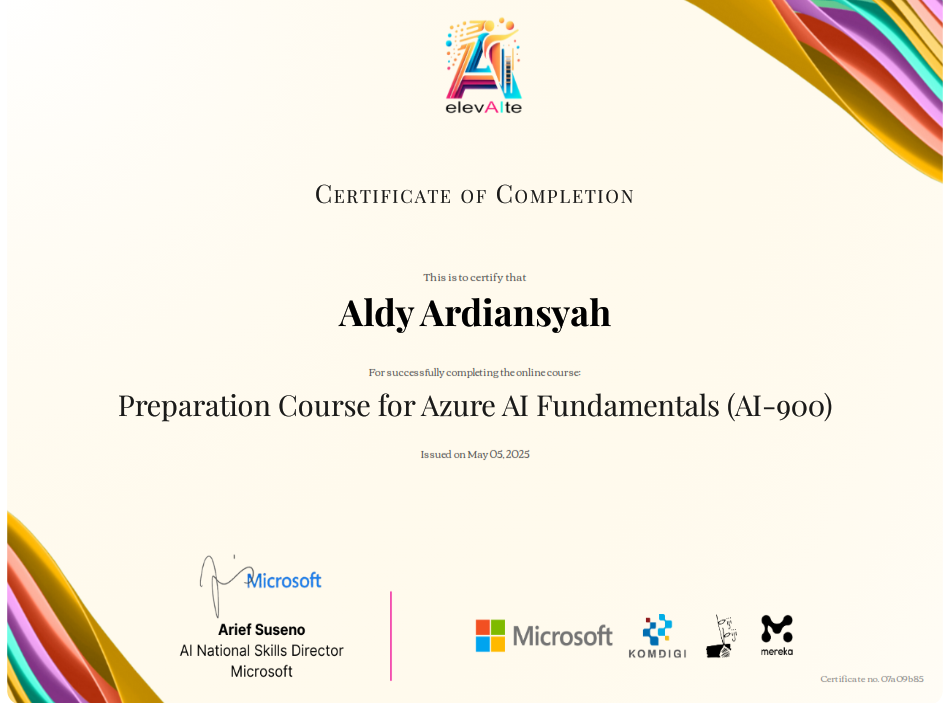 elevAIte
Certificate of Completion
This is to certify that
Aldy Ardiansyah
For successfully completing the online course:
Preparation Course for Azure AI Fundamentals (AI-900)
Issued on May 05, 2025
Microsoft
Arief Suseno
AI National Skills Director
Microsoft
Microsoft
KOMDIGI
mereka
Certificate no. 07a09b85